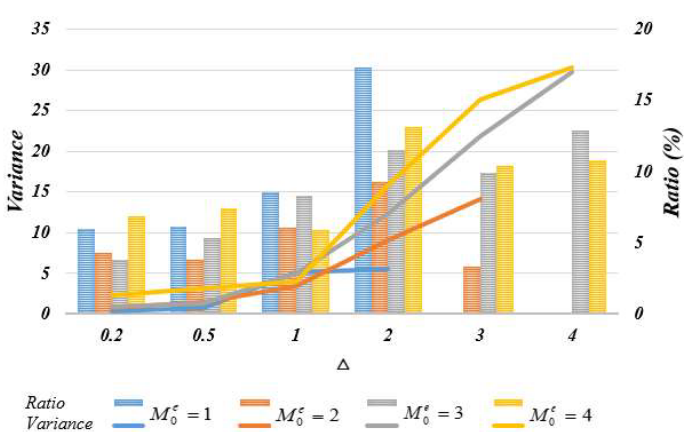 35
30
25
20
15
10
5
0
Variance
20
15
10
5
0
Ratio (%)
0.2 0.5 1 2 3 4
△
Ratio
Variance
M₀ᵉ = 1 M₀ᵉ = 2 M₀ᵉ = 3 M₀ᵉ = 4